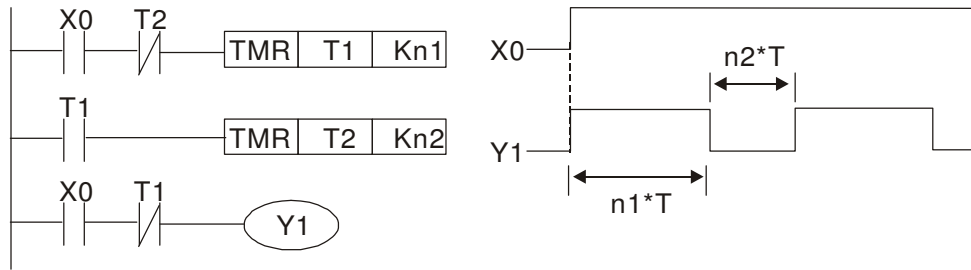 X0 T2
TMR T1 Kn1
T1
TMR T2 Kn2
X0 T1
Y1
X0
n2*T
Y1
n1*T